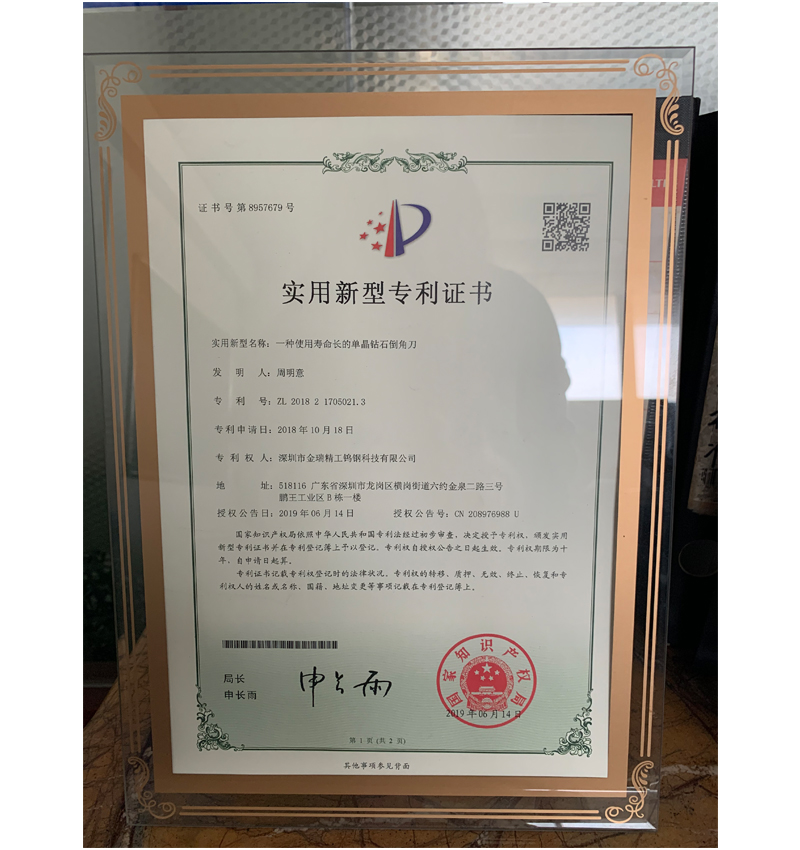 证书号第8957679号
实用新型专利证书
实用新型名称：一种使用寿命长的单晶钻石倒角刀
发 明 人：周明意
专 利 号：ZL 2018 2 1705021.3
专利申请日：2018年10月18日
专 利 权 人：深圳市金瑞精工钨钢科技有限公司
地 址：518116 广东省深圳市龙岗区横岗街道六约金泉二路三号
鹏王工业区B栋一楼
授权公告日：2019年06月14日 授权公告号：CN 208976988 U
国家知识产权局依照中华人民共和国专利法经过初步审查，决定授予专利权，颁发实用
新型专利证书并在专利登记簿上予以登记。专利权自授权公告之日起生效。专利权期限为十
年，自申请日起算。
专利证书记载专利权登记时的法律状况。专利权的转移、质押、无效、终止、恢复和专
利权人的姓名或名称、国籍、地址变更等事项记载在专利登记簿上。
局长
申长雨
申长雨
国家知识产权局
2019年06月14日
第 1 页 (共 2 页)
其他事项参见背面